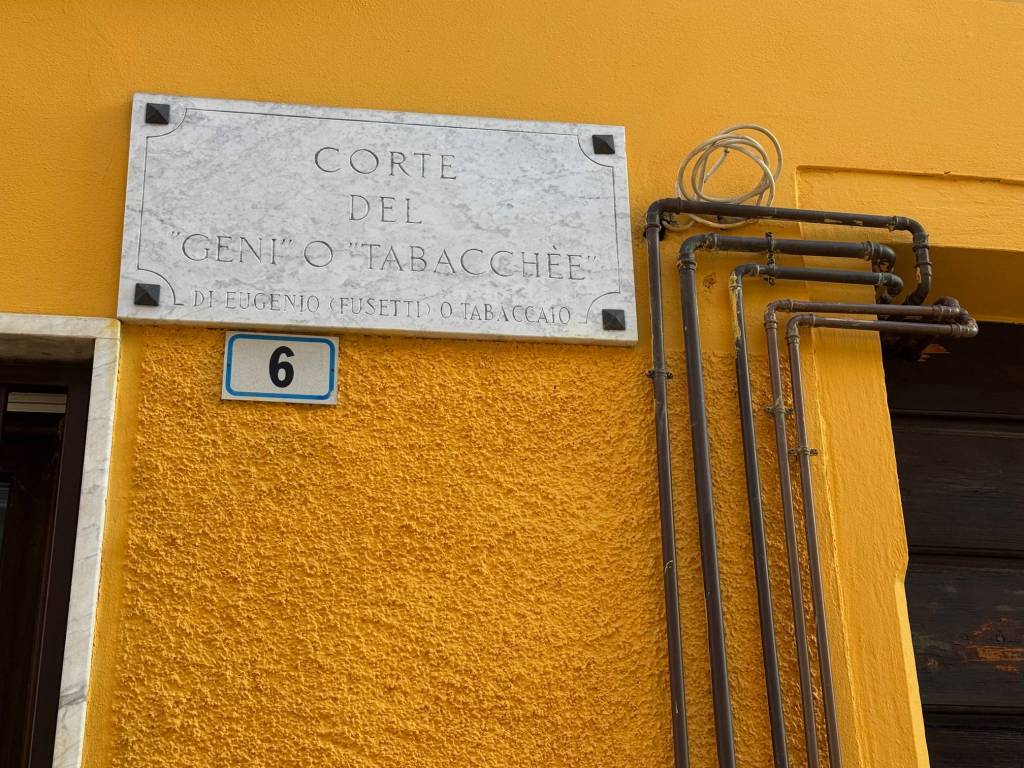 CORTE
DEL
"GENI" O "TABACCHÈE"
DI EUGENIO (FUSETTI) O TABACCAIO
6